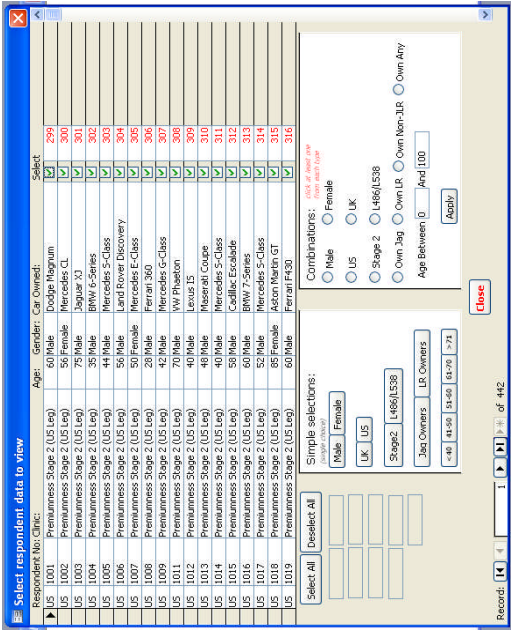 Select respondent data to view
Respondent No: Clinic: Age: Gender: Car Owned: Select
US 1001 Premiumness Stage 2 (US Leg) 60 Male Dodge Magnum 299
US 1002 Premiumness Stage 2 (US Leg) 56 Female Mercedes CL 300
US 1003 Premiumness Stage 2 (US Leg) 75 Male Jaguar XJ 301
US 1004 Premiumness Stage 2 (US Leg) 35 Male BMW 6-Series 302
US 1005 Premiumness Stage 2 (US Leg) 44 Male Mercedes S-Class 303
US 1006 Premiumness Stage 2 (US Leg) 56 Male Land Rover Discovery 304
US 1007 Premiumness Stage 2 (US Leg) 50 Female Mercedes E-Class 305
US 1008 Premiumness Stage 2 (US Leg) 28 Male Ferrari 360 306
US 1009 Premiumness Stage 2 (US Leg) 42 Male Mercedes G-Class 307
US 1011 Premiumness Stage 2 (US Leg) 70 Male VW Phaeton 308
US 1012 Premiumness Stage 2 (US Leg) 40 Male Lexus IS 309
US 1013 Premiumness Stage 2 (US Leg) 48 Male Maserati Coupe 310
US 1014 Premiumness Stage 2 (US Leg) 40 Male Mercedes S-Class 311
US 1015 Premiumness Stage 2 (US Leg) 58 Male Cadillac Escalade 312
US 1016 Premiumness Stage 2 (US Leg) 60 Male BMW 7-Series 313
US 1017 Premiumness Stage 2 (US Leg) 52 Male Mercedes S-Class 314
US 1018 Premiumness Stage 2 (US Leg) 85 Female Aston Martin GT 315
US 1019 Premiumness Stage 2 (US Leg) 60 Male Ferrari F430 316
Select All Deselect All
Simple selections:
(single choice)
Male Female
UK US
Stage2 L486/L538
Jag Owners LR Owners
<40 41-50 51-60 61-70 >71
Combinations: click at least one
from each type
Male Female
US UK
Stage 2 L486/L538
Own Jag Own LR Own Non-JLR Own Any
Age Between 0 And 100
Apply
Close
Record: 1 of 442